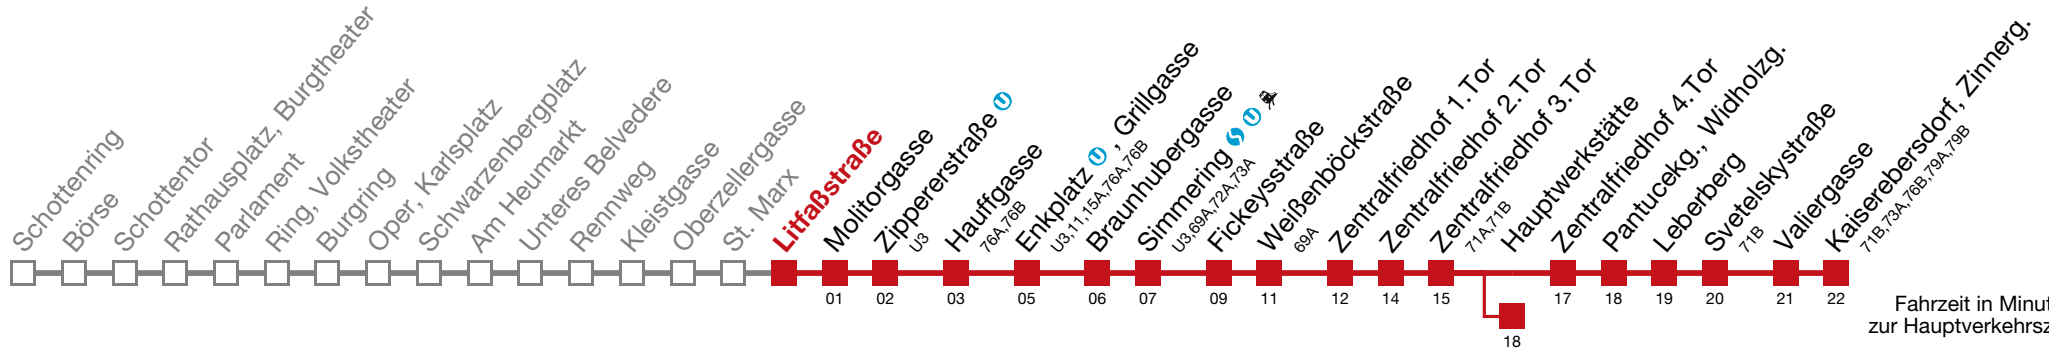 Schottenring
Börse
Schottentor
Rathausplatz, Burgtheater
Parlament
Ring, Volkstheater
Burgring
Oper, Karlsplatz
Schwarzenbergplatz
Am Heumarkt
Unteres Belvedere
Rennweg
Kleistgasse
Oberzellergasse
St. Marx
Litfaßstraße
Molitorgasse
Zippererstraße U
U3
Hauffgasse
76A,76B
Enkplatz U , Grillgasse
U3,11,15A,76A,76B
Braunhubergasse
Simmering S U
U3,69A,72A,73A
Fickeysstraße
Weißenböckstraße
69A
Zentralfriedhof 1.Tor
Zentralfriedhof 2.Tor
Zentralfriedhof 3.Tor
71A,71B
Hauptwerkstätte
Zentralfriedhof 4.Tor
Pantucekg., Widholzg.
Leberberg
Svetelskystraße
71B
Valiergasse
Kaiserebersdorf, Zinnerg.
71B,73A,76B,79A,79B
01 02 03 05 06 07 09 11 12 14 15 17 18 19 20 21 22
18
Fahrzeit in Minut
zur Hauptverkehrsz